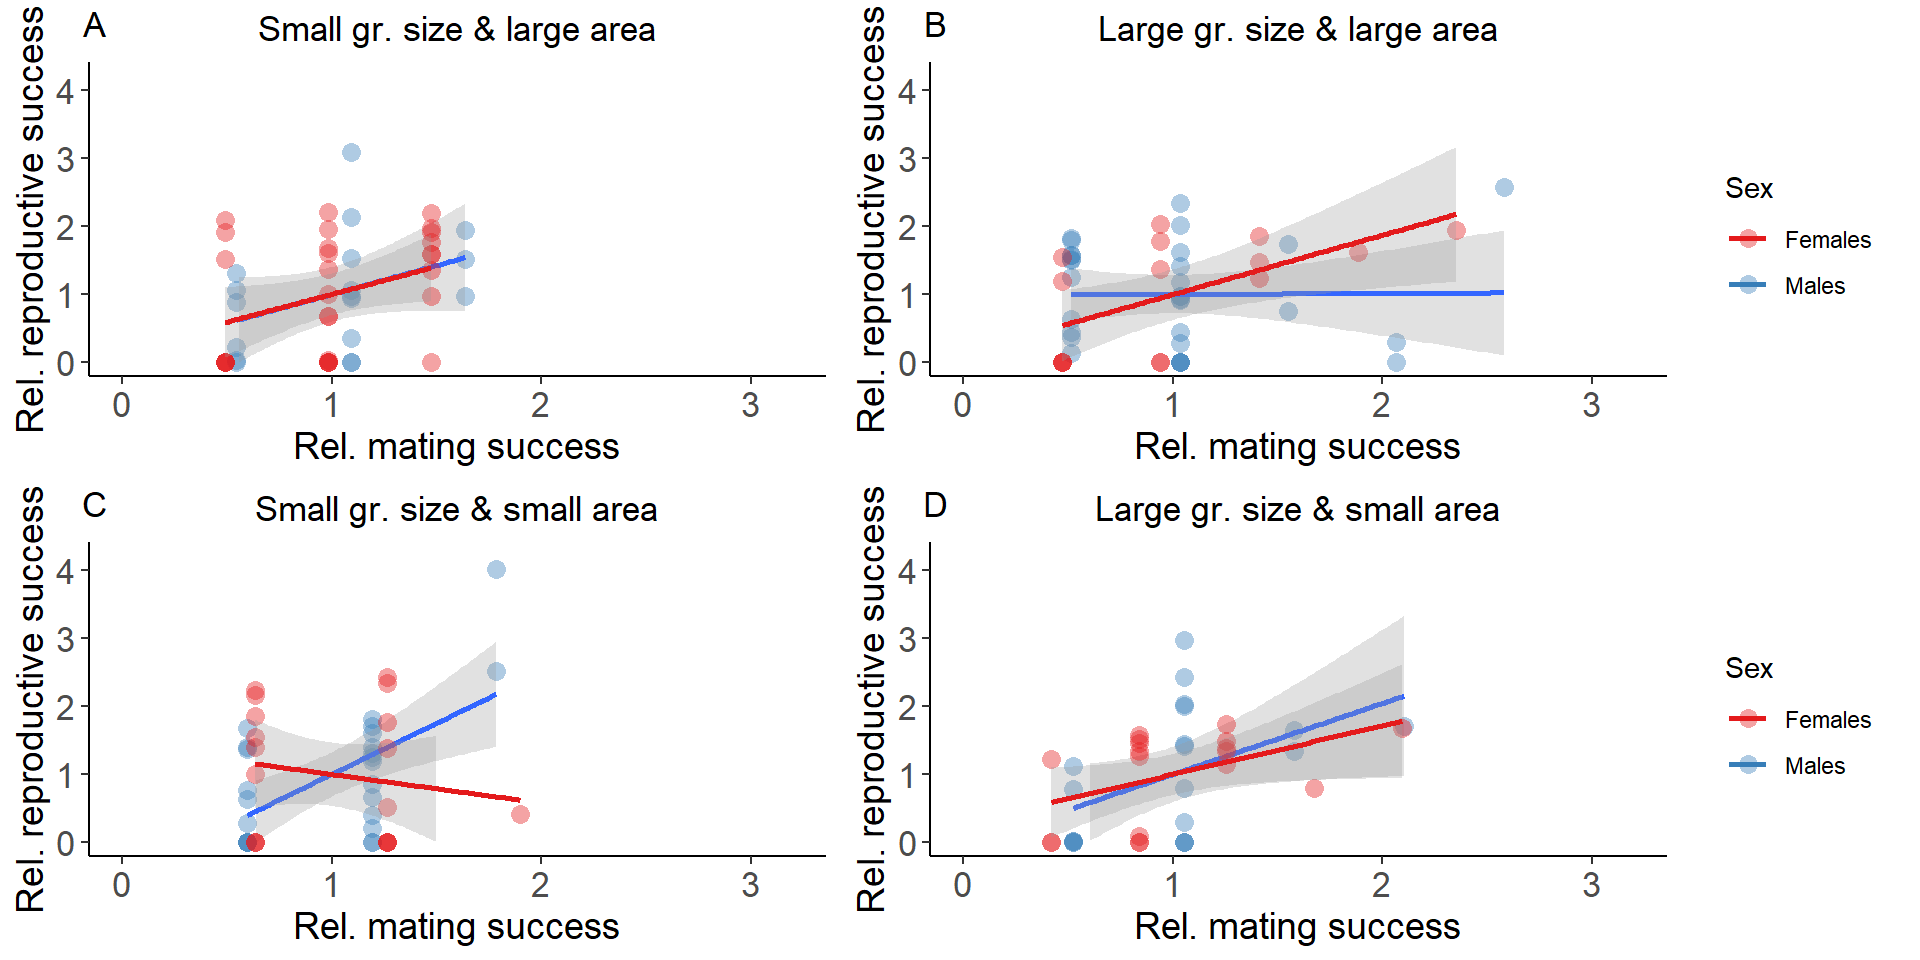 A
Small gr. size & large area
Rel. reproductive success
4
3
2
1
0
0 1 2 3
Rel. mating success
B
Large gr. size & large area
Rel. reproductive success
4
3
2
1
0
0 1 2 3
Rel. mating success
Sex
Females
Males
C
Small gr. size & small area
Rel. reproductive success
4
3
2
1
0
0 1 2 3
Rel. mating success
D
Large gr. size & small area
Rel. reproductive success
4
3
2
1
0
0 1 2 3
Rel. mating success
Sex
Females
Males